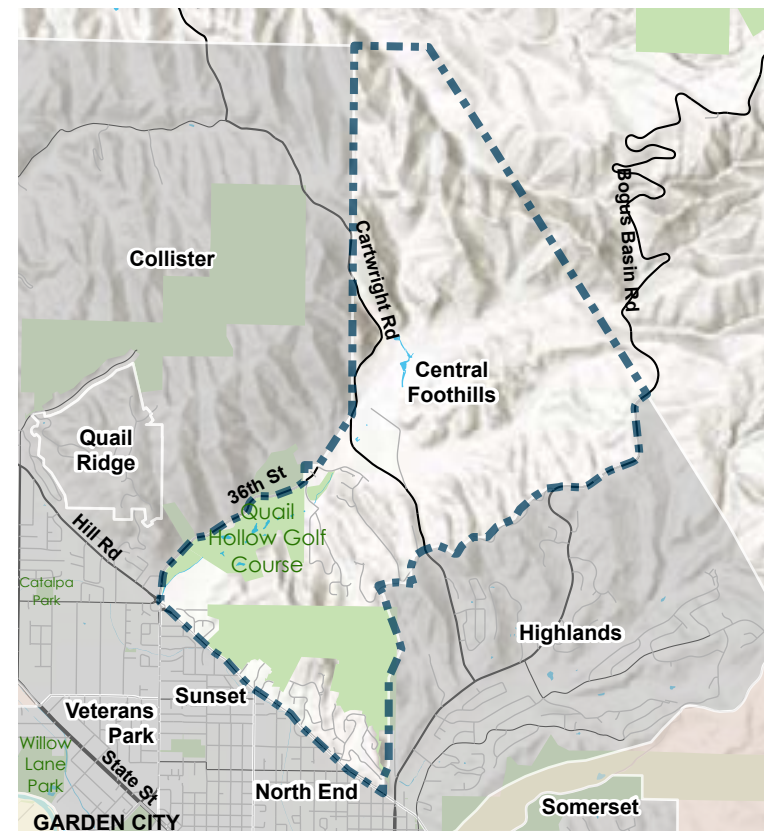 Bogus Basin Rd
Collister
Cartwright Rd
Central
Foothills
Quail
Ridge
36th St
Quail
Hollow Golf
Course
Hill Rd
Catalpa
Park
Highlands
Sunset
Veterans
Park
Willow
Lane
Park
State St
North End
Somerset
GARDEN CITY